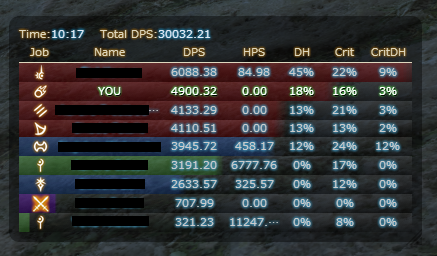 Time:10:17 Total DPS:30032.21
Job Name DPS HPS DH Crit CritDH
6088.38 84.98 45% 22% 9%
YOU 4900.32 0.00 18% 16% 3%
... 4133.29 0.00 13% 21% 3%
4110.51 0.00 13% 13% 2%
3945.72 458.17 12% 24% 12%
3191.20 6777.76 0% 17% 0%
2633.57 325.57 0% 12% 0%
707.99 0.00 0% 0% 0%
321.23 11247.... 0% 8% 0%